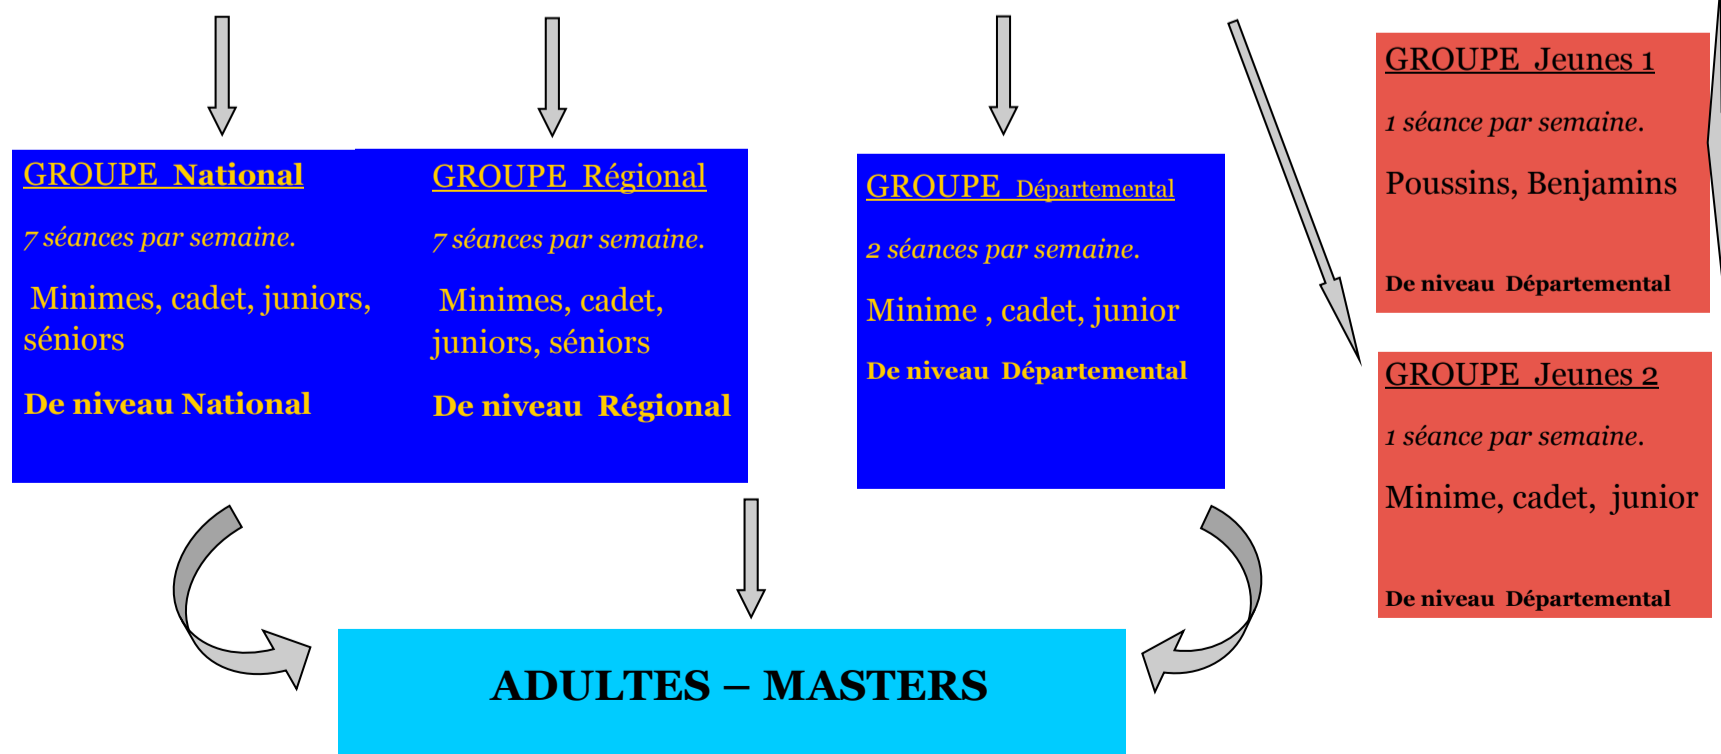 GROUPE National
7 séances par semaine.
Minimes, cadet, juniors,
séniors
De niveau National
GROUPE Régional
7 séances par semaine.
Minimes, cadet,
juniors, séniors
De niveau Régional
GROUPE Départemental
2 séances par semaine.
Minime , cadet, junior
De niveau Départemental
GROUPE Jeunes 1
1 séance par semaine.
Poussins, Benjamins
De niveau Départemental
GROUPE Jeunes 2
1 séance par semaine.
Minime, cadet, junior
De niveau Départemental
ADULTES – MASTERS